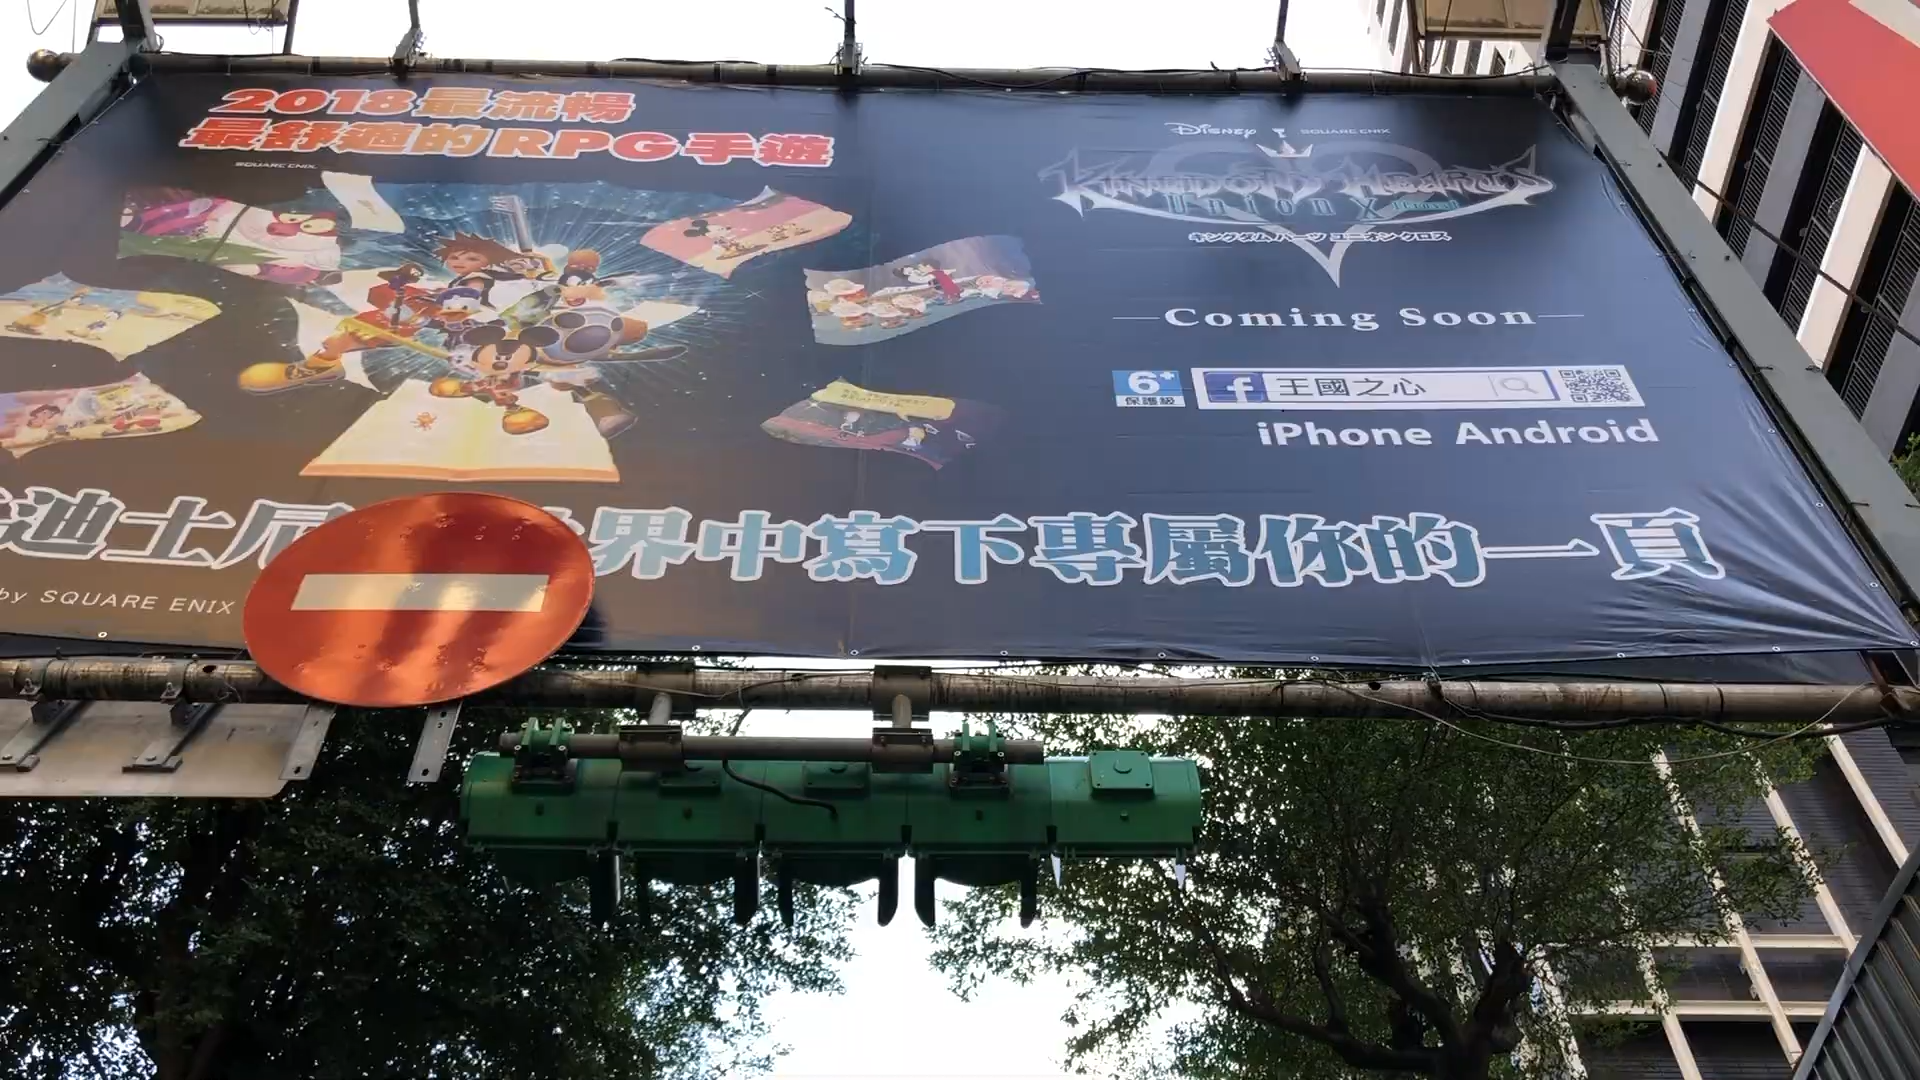 2018最流暢
最舒適的RPG手遊
SQUARE ENIX
Disney SQUARE ENIX
KINGDOM HEARTS
Union X
キングダム ハーツ ユニオン クロス
Coming Soon
6+
保護級
f 王國之心
iPhone Android
迪士尼 界中寫下專屬你的一頁
by SQUARE ENIX